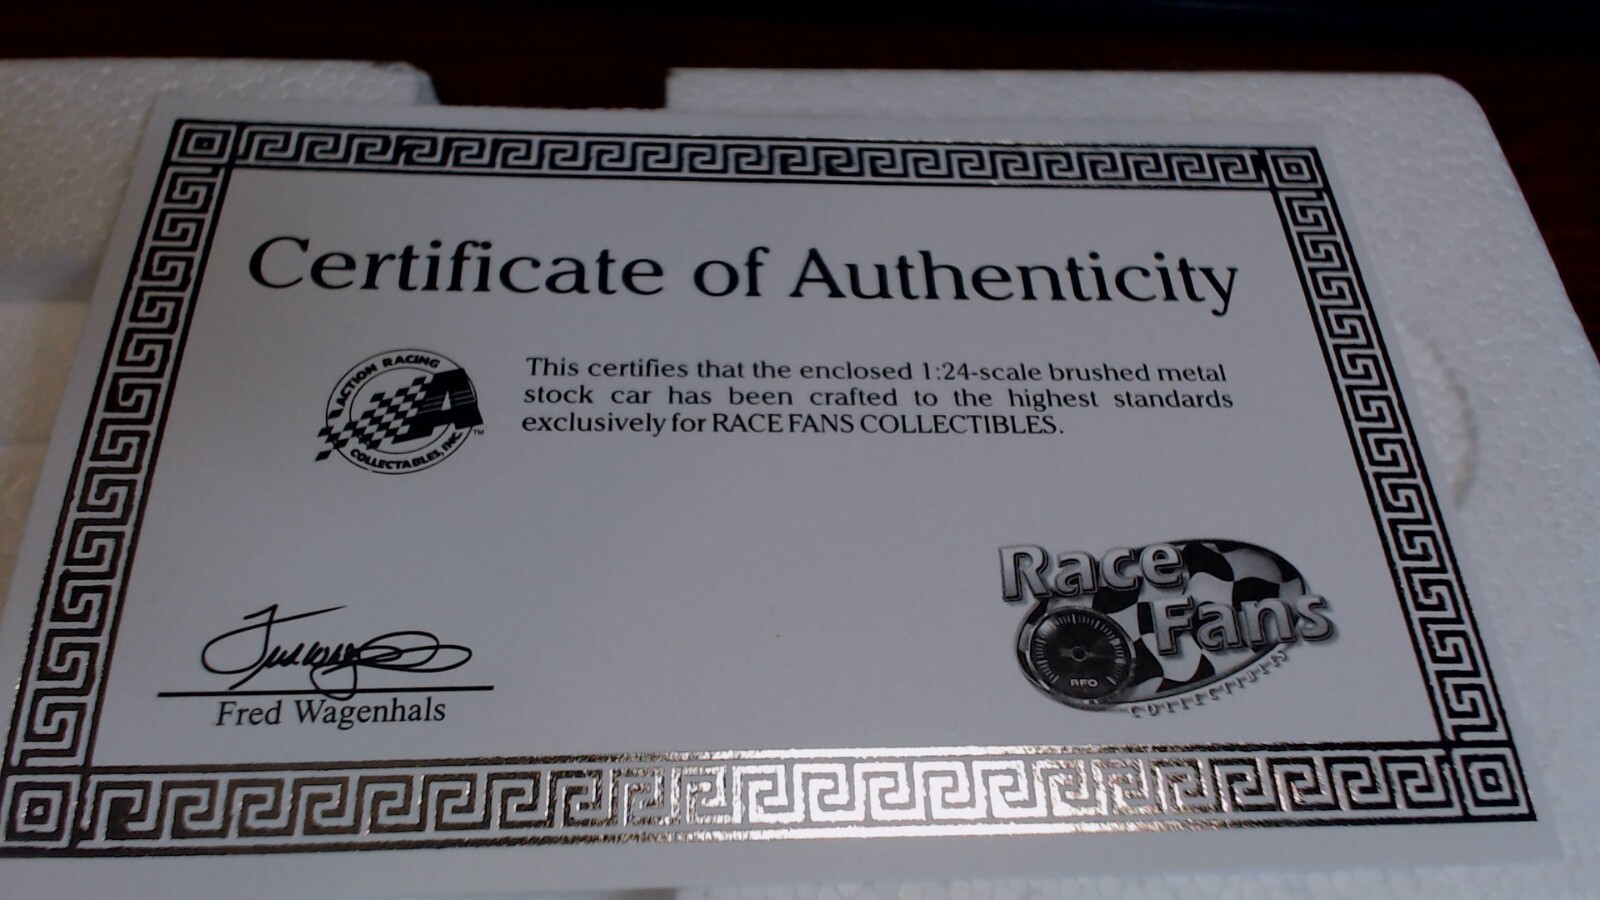 Certificate of Authenticity
ACTION RACING
A
TM
COLLECTABLES, INC
This certifies that the enclosed 1:24-scale brushed metal
stock car has been crafted to the highest standards
exclusively for RACE FANS COLLECTIBLES.
Race
Fans
RFO
Fred Wagenhals